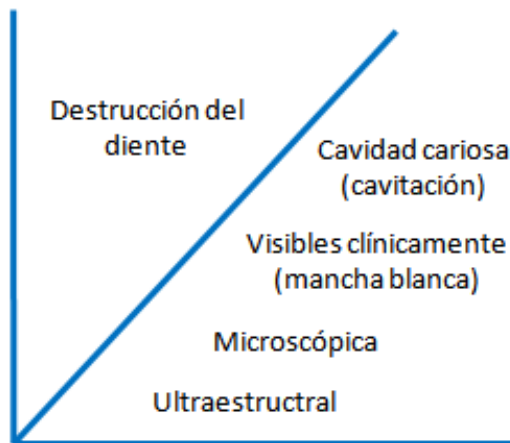 Destrucción del
diente
Cavidad cariosa
(cavitación)
Visibles clínicamente
(mancha blanca)
Microscópica
Ultraestructral